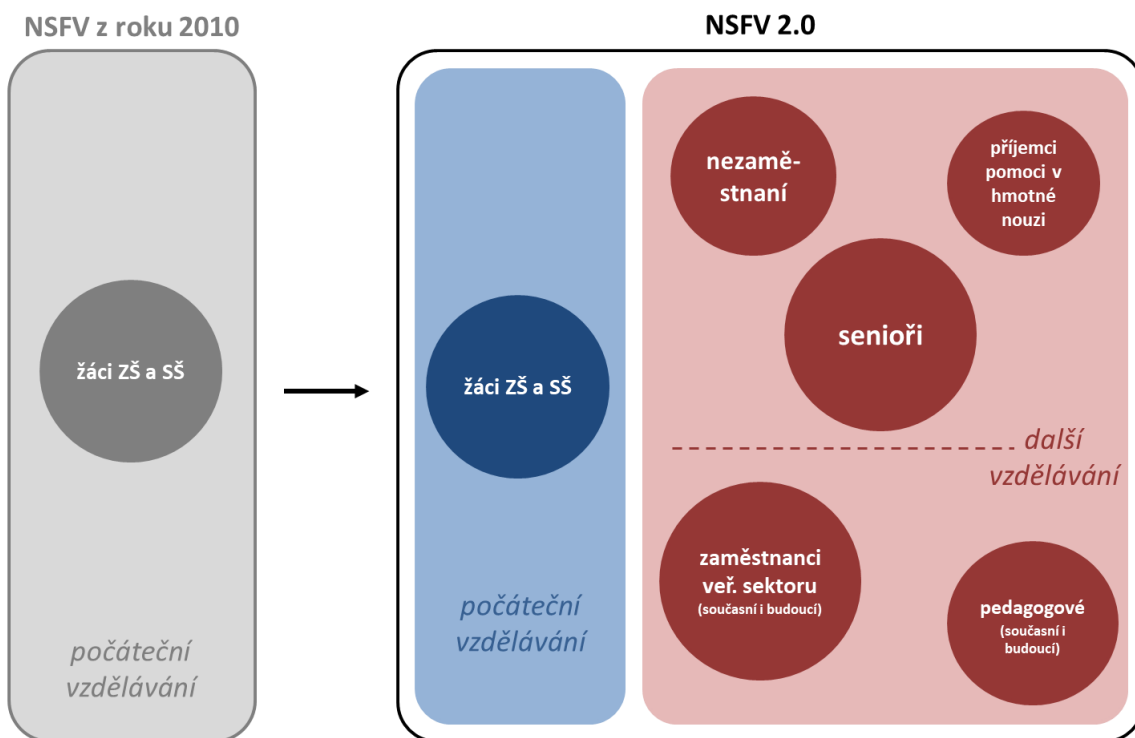 NSFV z roku 2010
žáci ZŠ a SŠ
počáteční
vzdělávání
NSFV 2.0
žáci ZŠ a SŠ
počáteční
vzdělávání
nezamě-
stnaní
příjemci
pomoci v
hmotné
nouzi
senioři
další
vzdělávání
zaměstnanci
veř. sektoru
(současní i budoucí)
pedagogové
(současní i
budoucí)